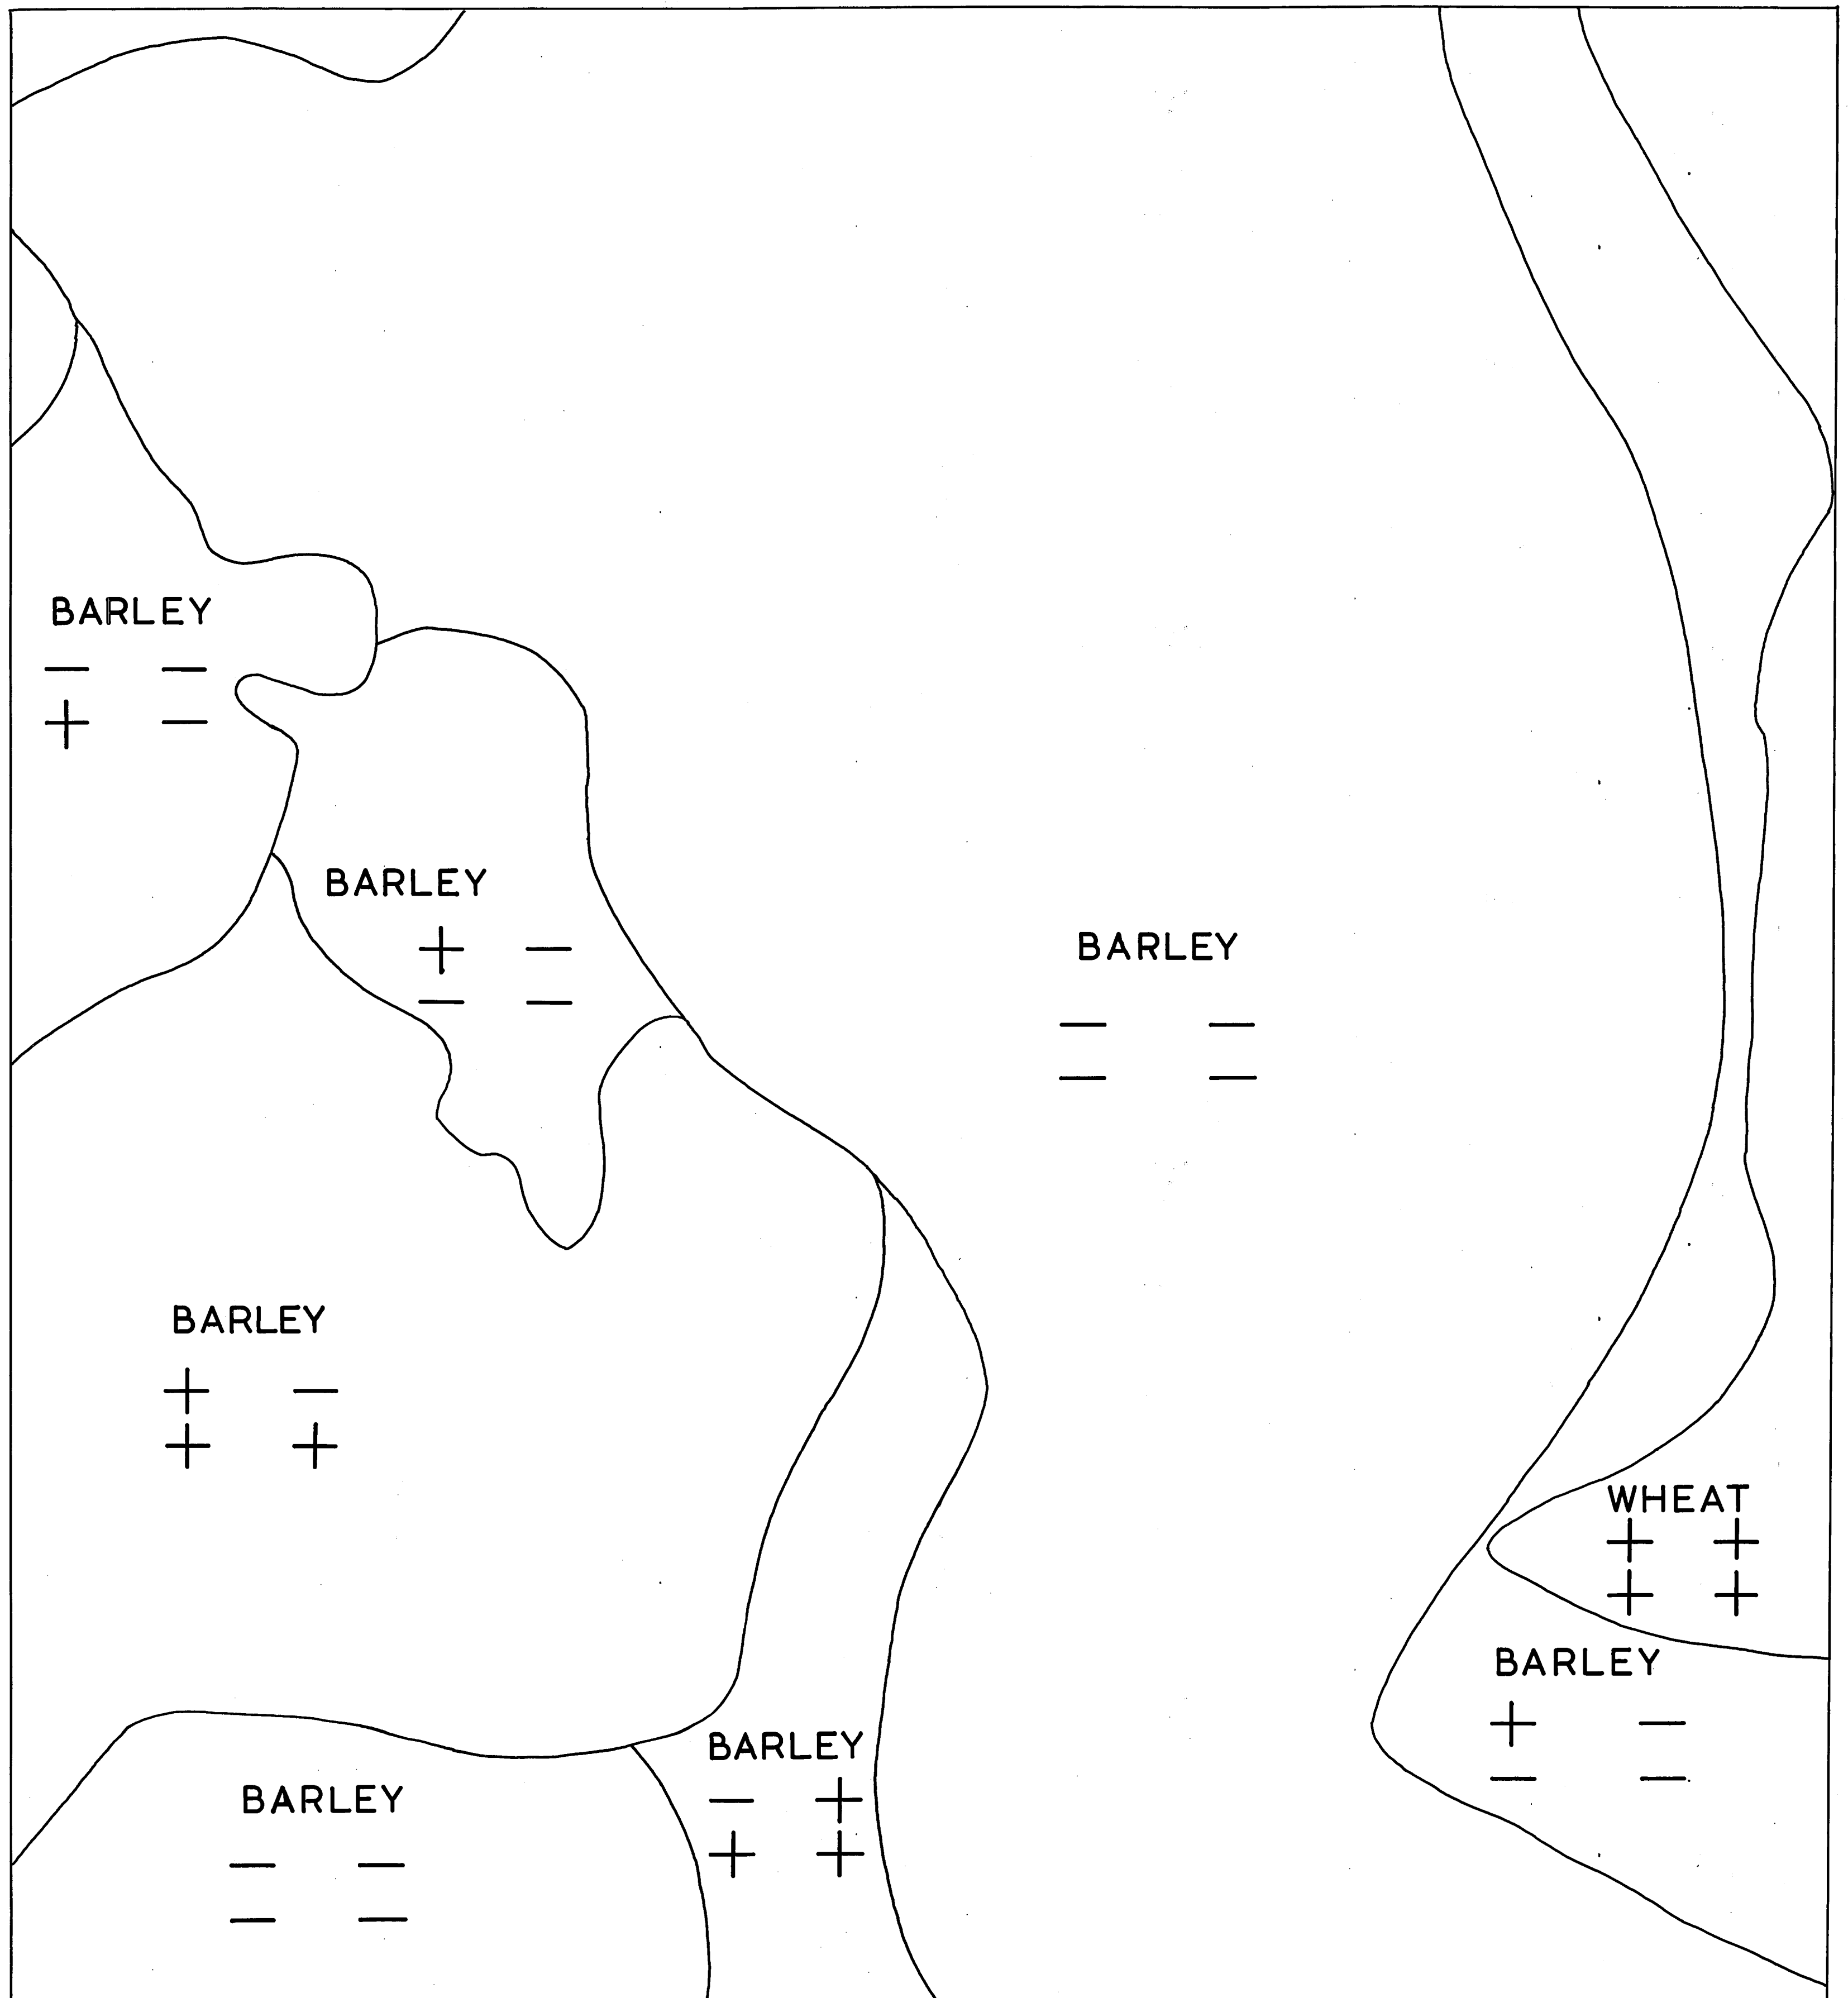 BARLEY
— —
+ —
BARLEY
+ —
— —
BARLEY
— —
— —
BARLEY
+ —
+ +
WHEAT
+ +
+ +
BARLEY
+ —
— —
BARLEY
— +
+ +
BARLEY
— —
— —